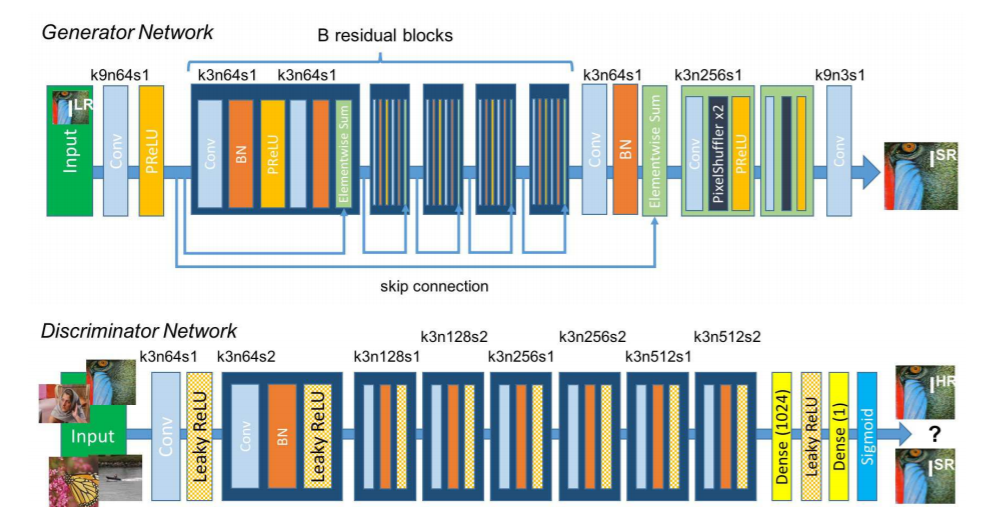 Generator Network
B residual blocks
k9n64s1
k3n64s1
k3n64s1
k3n64s1
k3n256s1
k9n3s1
Input
I LR
Conv
PReLU
Conv
BN
PReLU
Elementwise Sum
Conv
BN
Elementwise Sum
Conv
PixelShuffler x2
PReLU
Conv
I SR
skip connection
Discriminator Network
k3n64s1
k3n64s2
k3n128s1
k3n128s2
k3n256s1
k3n256s2
k3n512s1
k3n512s2
Input
Conv
Leaky ReLU
Conv
BN
Leaky ReLU
Dense (1024)
Leaky ReLU
Dense (1)
Sigmoid
I HR
?
I SR